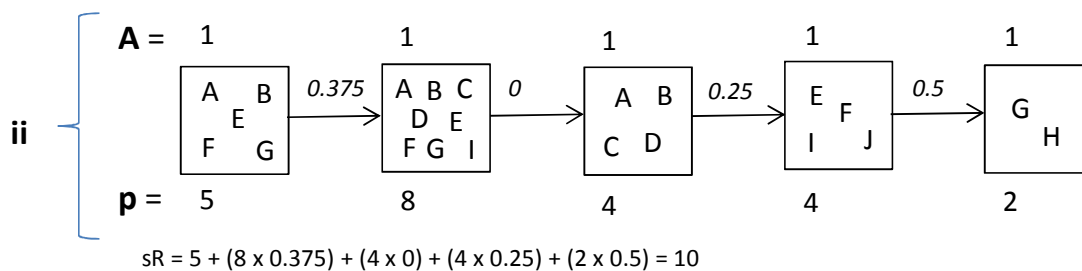 A = 1 1 1 1 1
A B
E
F G
0.375
A B C
D E
F G I
0
A B
C D
0.25
E F
I J
0.5
G
H
ii
p = 5 8 4 4 2
sR = 5 + (8 x 0.375) + (4 x 0) + (4 x 0.25) + (2 x 0.5) = 10